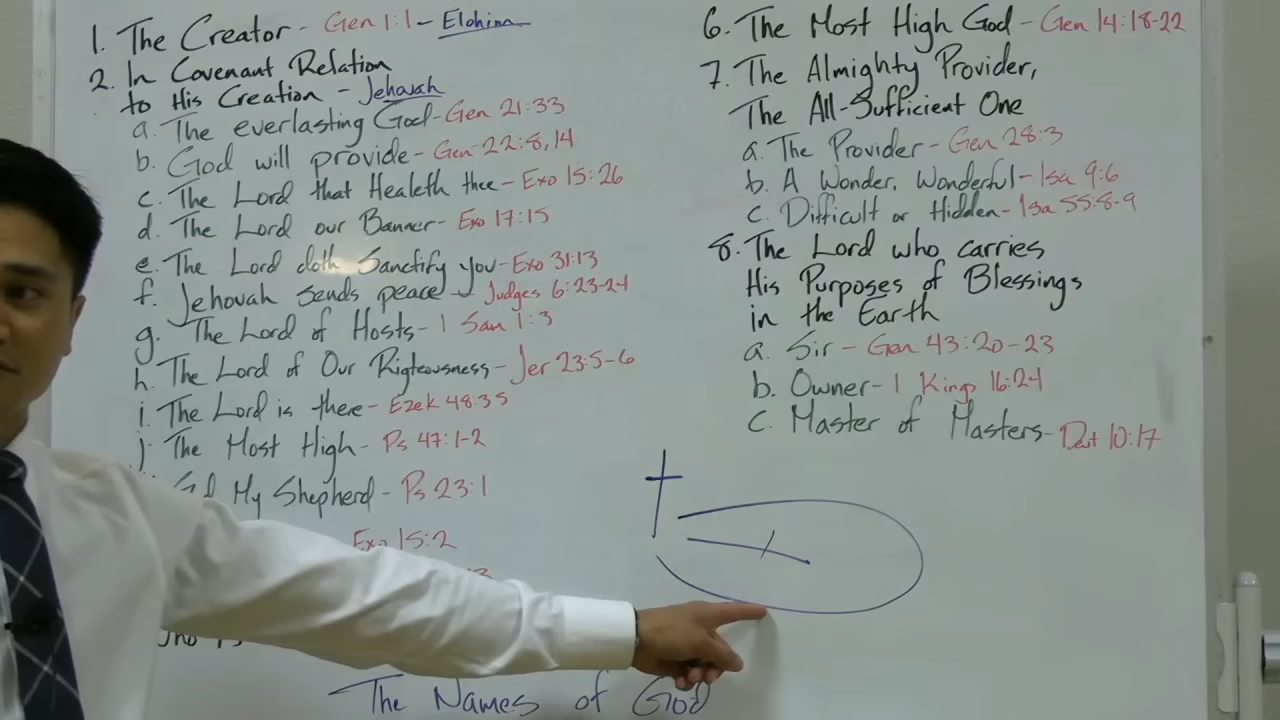 1. The Creator - Gen 1:1 - Elohim
2. In Covenant Relation
to His Creation - Jehovah
a. The everlasting God - Gen 21:33
b. God will provide - Gen 22:8,14
c. The Lord that Healeth thee - Exo 15:26
d. The Lord our Banner - Exo 17:15
e. The Lord doth Sanctify you - Exo 31:13
f. Jehovah sends peace - Judges 6:23-24
g. The Lord of Hosts - 1 Sam 1:3
h. The Lord of Our Righteousness - Jer 23:5-6
i. The Lord is there - Ezek 48:35
j. The Most High - Ps 47:1-2
My Shepherd - Ps 23:1
Exo 15:2
6. The Most High God - Gen 14:18-22
7. The Almighty Provider,
The All-Sufficient One
a. The Provider - Gen 28:3
b. A Wonder, Wonderful - Isa 9:6
c. Difficult or Hidden - Isa 55:8-9
8. The Lord who carries
His Purposes of Blessings
in the Earth
a. Sir - Gen 43:20-23
b. Owner - 1 King 16:24
c. Master of Masters - Deut 10:17
The Names of God